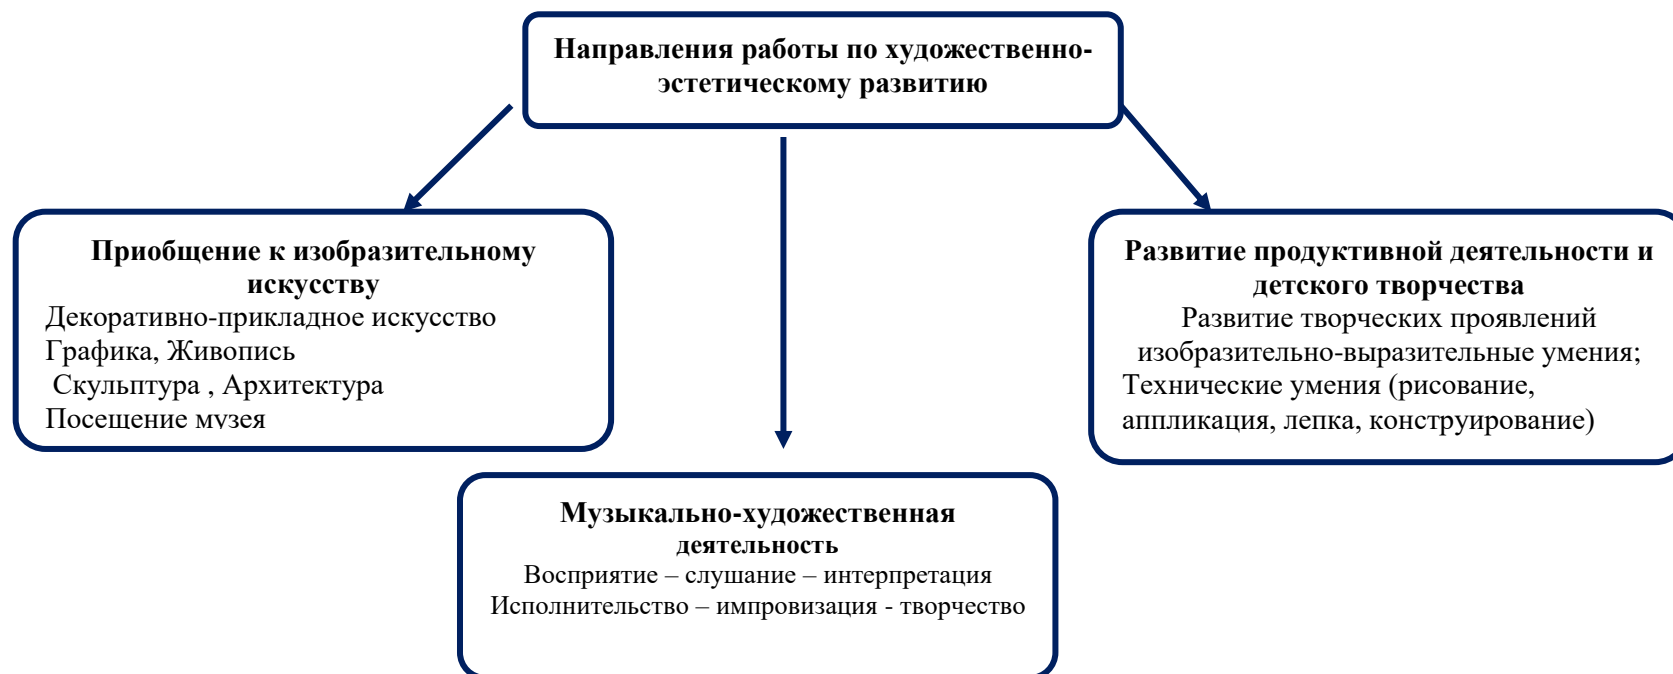 Направления работы по художественно-
эстетическому развитию
Приобщение к изобразительному
искусству
Декоративно-прикладное искусство
Графика, Живопись
Скульптура , Архитектура
Посещение музея
Развитие продуктивной деятельности и
детского творчества
Развитие творческих проявлений
изобразительно-выразительные умения;
Технические умения (рисование,
аппликация, лепка, конструирование)
Музыкально-художественная
деятельность
Восприятие – слушание – интерпретация
Исполнительство – импровизация - творчество